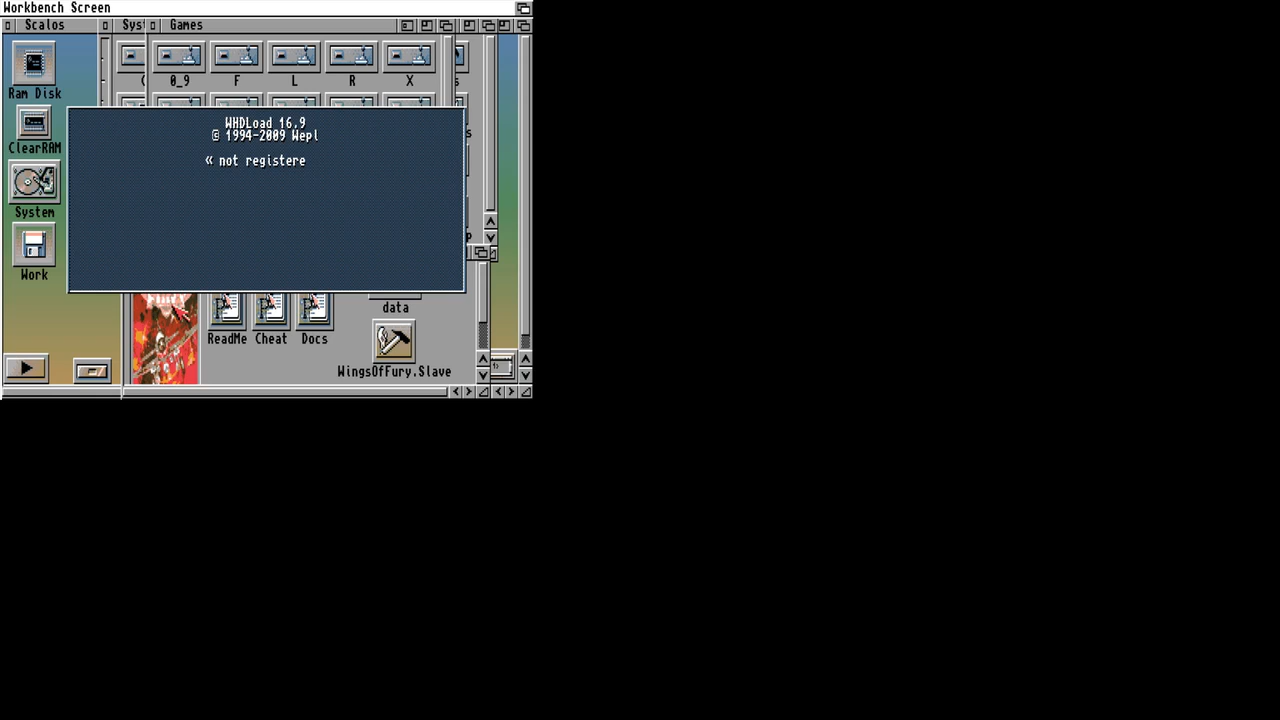 Workbench Screen
Scalos
Syst
Games
Ram Disk
0_9
F
L
R
X
s
ClearRAM
WHDLoad 16.9
© 1994-2009 Wepl
« not registere
System
Work
data
ReadMe
Cheat
Docs
WingsOfFury.Slave